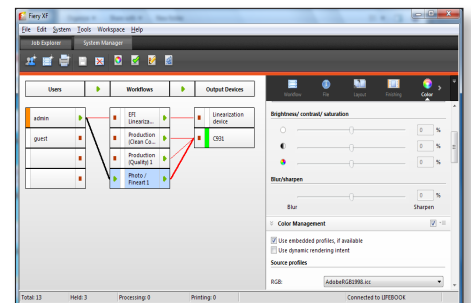 Fiery XF
File Edit System Tools Workspace Help
Job Explorer System Manager
Users Workflows Output Devices
Workflow File Layout Finishing Color
admin
guest
EFI
Lineariza...
Production
(Clean Co...
Production
(Quality) 1
Photo /
Fineart 1
Linearization
device
C931
Brightness/ contrast/ saturation
0 %
0 %
0 %
Blur/sharpen
0 %
Blur Sharpen
Color Management
Use embedded profiles, if available
Use dynamic rendering intent
Source profiles
RGB: AdobeRGB1998.icc
Total: 13 Held: 3 Processing: 0 Printing: 0 Connected to LIFEBOOK